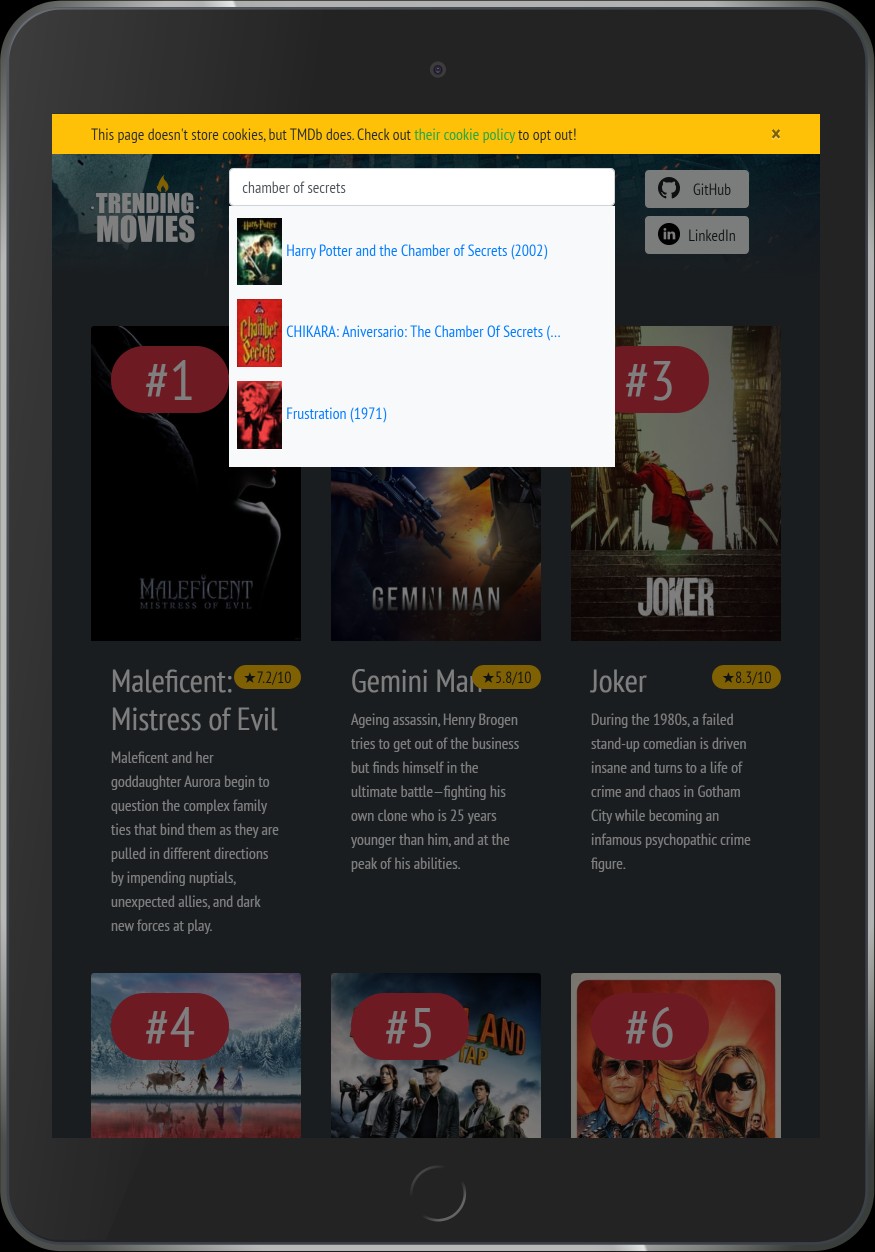 This page doesn't store cookies, but TMDb does. Check out their cookie policy to opt out!
×
TRENDING
MOVIES
chamber of secrets
GitHub
LinkedIn
Harry Potter
Harry Potter and the Chamber of Secrets (2002)
Chamber
Secrets
CHIKARA: Aniversario: The Chamber Of Secrets (...
Frustration (1971)
#1
#3
MALEFICENT
MISTRESS OF EVIL
GEMINI MAN
JOKER
Maleficent:
Mistress of Evil
★7.2/10
Maleficent and her
goddaughter Aurora begin to
question the complex family
ties that bind them as they are
pulled in different directions
by impending nuptials,
unexpected allies, and dark
new forces at play.
Gemini Man
★5.8/10
Ageing assassin, Henry Brogen
tries to get out of the business
but finds himself in the
ultimate battle—fighting his
own clone who is 25 years
younger than him, and at the
peak of his abilities.
Joker
★8.3/10
During the 1980s, a failed
stand-up comedian is driven
insane and turns to a life of
crime and chaos in Gotham
City while becoming an
infamous psychopathic crime
figure.
#4
#5
LAND
TAP
#6